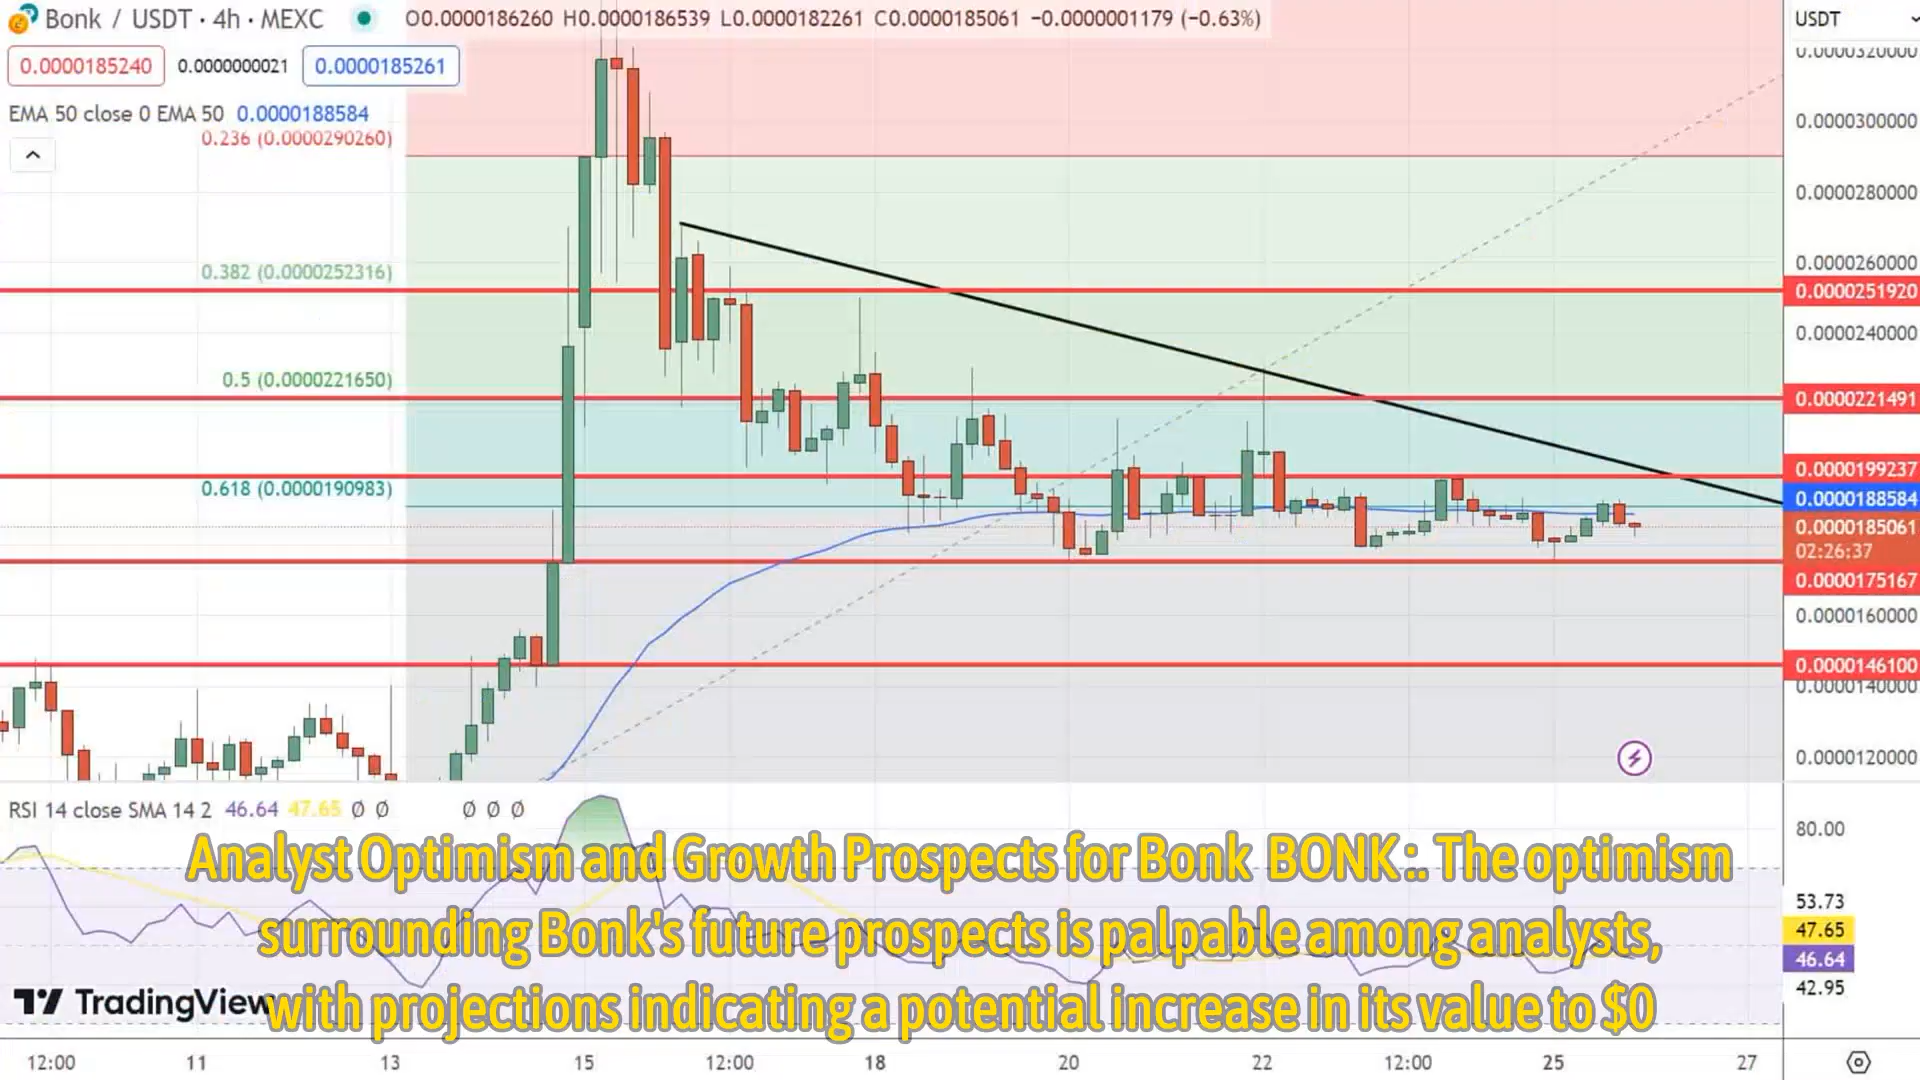 Bonk / USDT · 4h · MEXC O0.0000186260 H0.0000186539 L0.0000182261 C0.0000185061 −0.0000001179 (−0.63%)
USDT
0.0000185240 0.0000000021 0.0000185261
0.0000320000
EMA 50 close 0 EMA 50 0.0000188584
0.236 (0.0000290260)
0.0000300000
0.0000280000
0.382 (0.0000252316)
0.0000260000
0.0000251920
0.0000240000
0.5 (0.0000221650)
0.0000221491
0.0000199237
0.618 (0.0000190983)
0.0000188584
0.0000185061
02:26:37
0.0000175167
0.0000160000
0.0000146100
0.0000140000
0.0000120000
RSI 14 close SMA 14 2 46.64 47.65 Ø Ø Ø Ø Ø
80.00
Analyst Optimism and Growth Prospects for Bonk BONK:. The optimism
surrounding Bonk's future prospects is palpable among analysts,
with projections indicating a potential increase in its value to $0
53.73
47.65
46.64
42.95
TradingView
12:00 11 13 15 12:00 18 20 22 12:00 25 27